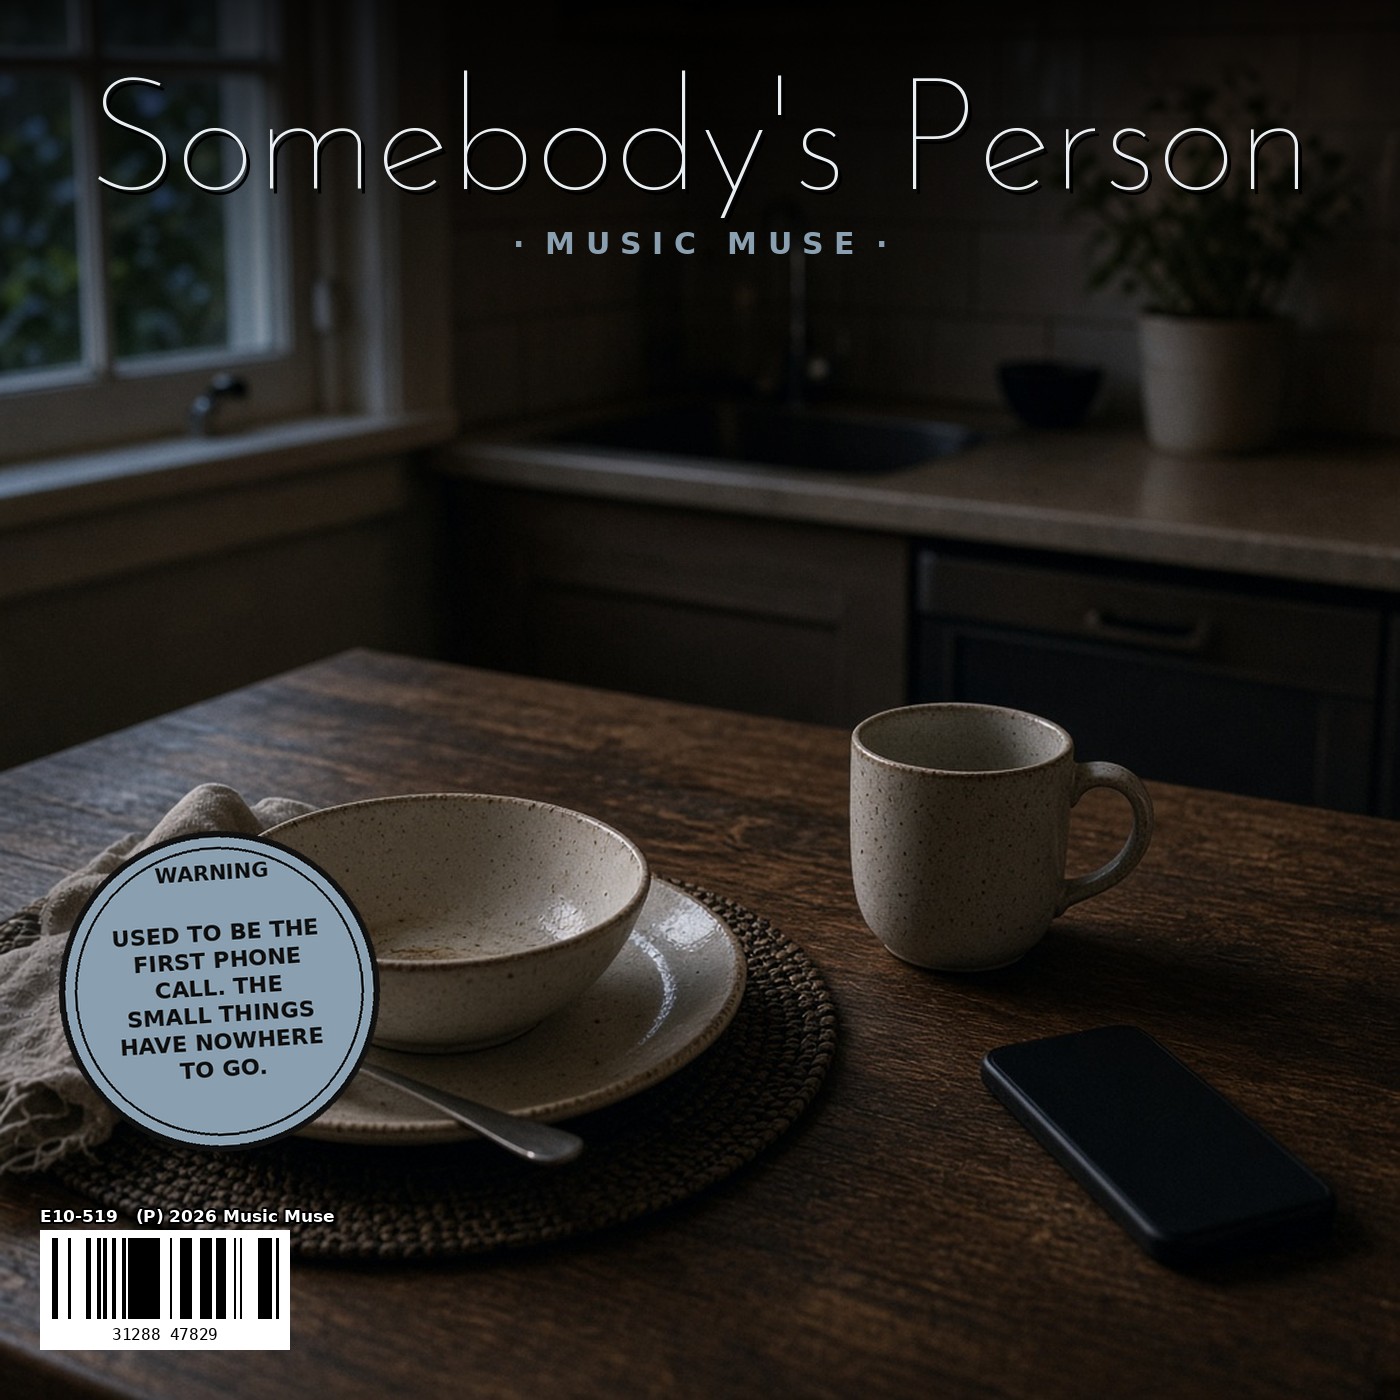 Somebody's Person
· MUSIC MUSE ·
WARNING
USED TO BE THE
FIRST PHONE
CALL. THE
SMALL THINGS
HAVE NOWHERE
TO GO.
E10-519 (P) 2026 Music Muse
31288 47829